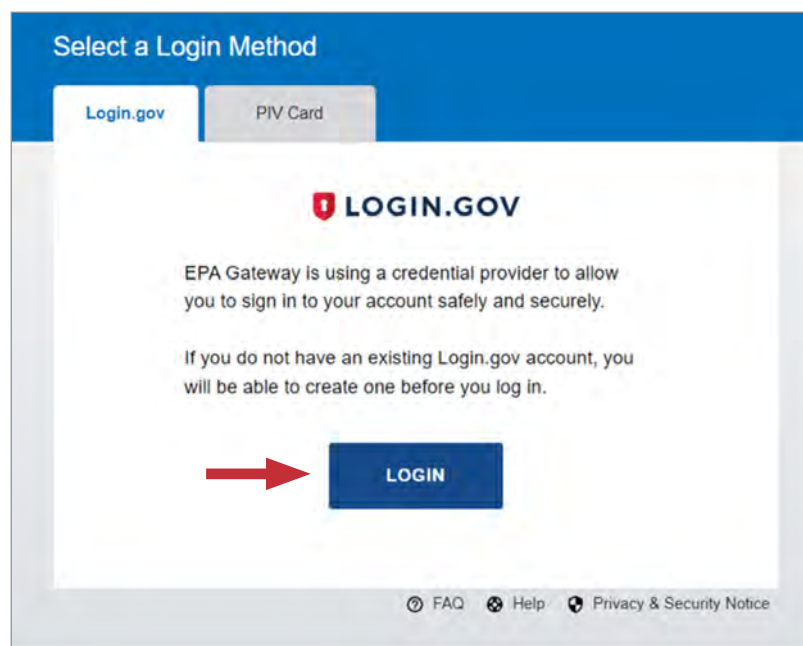 Select a Login Method
Login.gov
PIV Card
LOGIN.GOV
EPA Gateway is using a credential provider to allow
you to sign in to your account safely and securely.
If you do not have an existing Login.gov account, you
will be able to create one before you log in.
LOGIN
FAQ
Help
Privacy & Security Notice